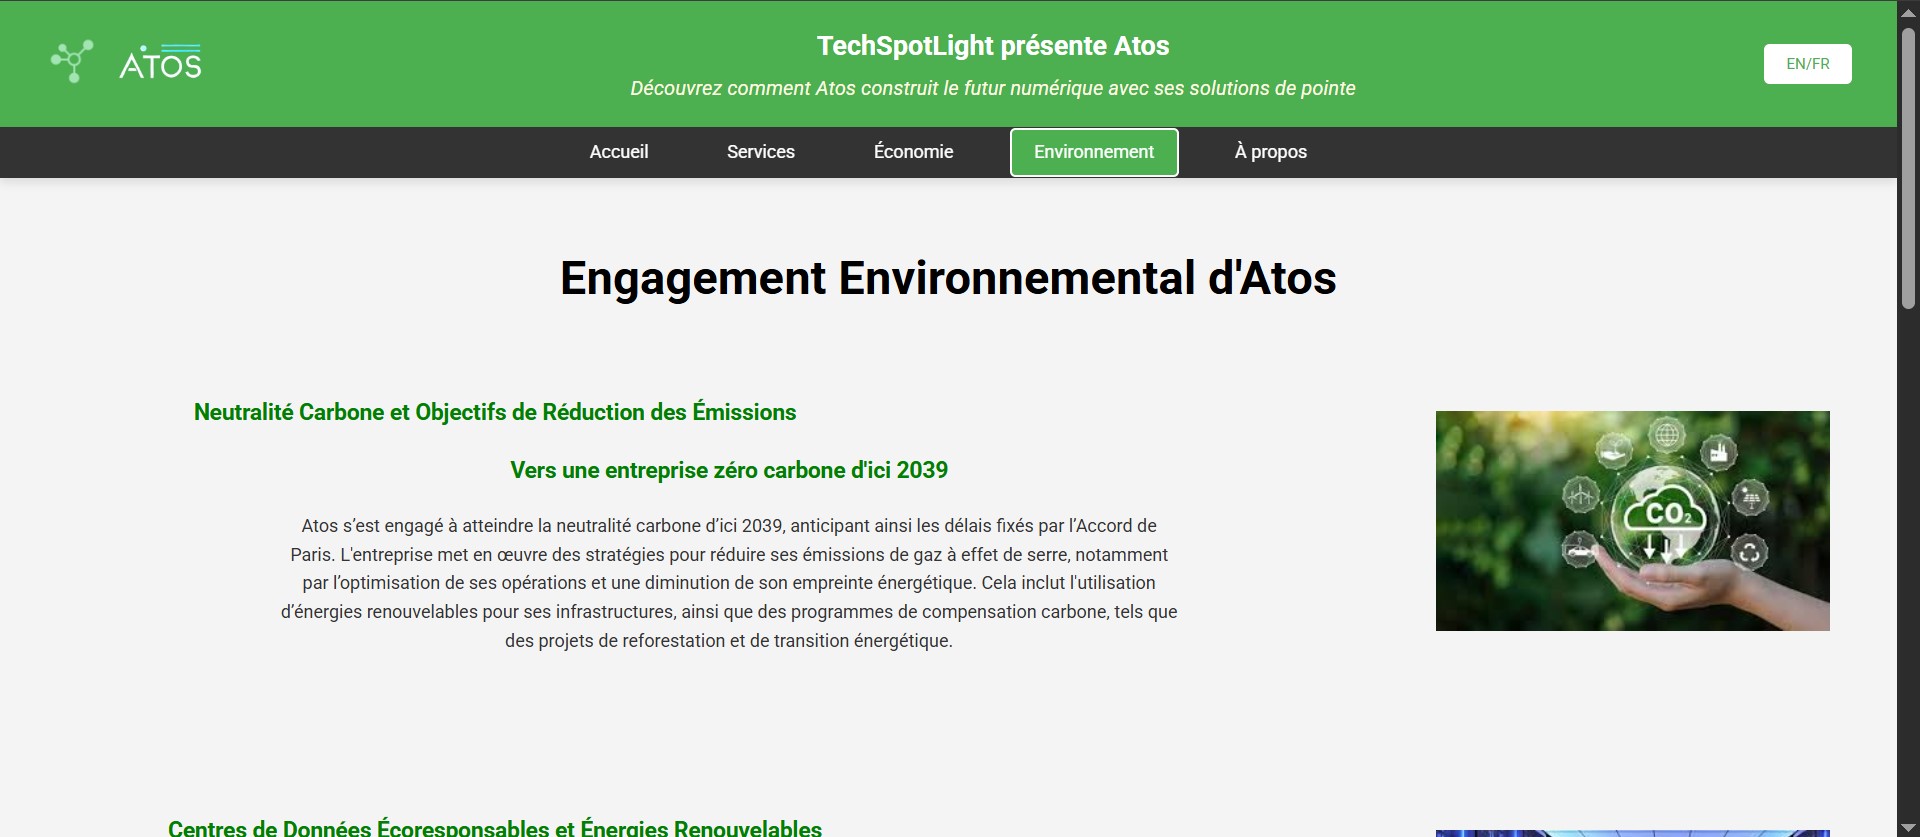 ATOS
TechSpotLight présente Atos
Découvrez comment Atos construit le futur numérique avec ses solutions de pointe
EN/FR
Accueil
Services
Économie
Environnement
À propos
Engagement Environnemental d'Atos
Neutralité Carbone et Objectifs de Réduction des Émissions
Vers une entreprise zéro carbone d'ici 2039
Atos s’est engagé à atteindre la neutralité carbone d’ici 2039, anticipant ainsi les délais fixés par l’Accord de
Paris. L'entreprise met en œuvre des stratégies pour réduire ses émissions de gaz à effet de serre, notamment
par l’optimisation de ses opérations et une diminution de son empreinte énergétique. Cela inclut l'utilisation
d’énergies renouvelables pour ses infrastructures, ainsi que des programmes de compensation carbone, tels que
des projets de reforestation et de transition énergétique.
CO₂
Centres de Données Écoresponsables et Énergies Renouvelables